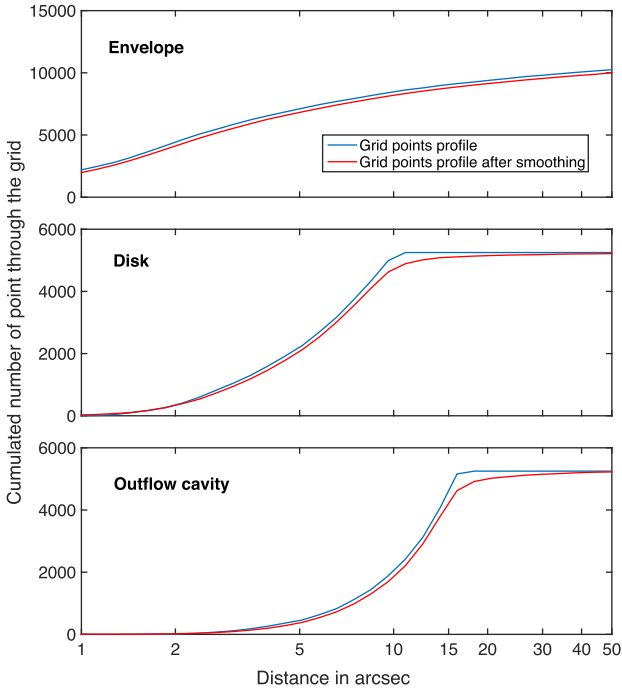 Cumulated number of point through the grid
15000
10000
5000
0
Envelope
Grid points profile
Grid points profile after smoothing
6000
4000
2000
0
Disk
6000
4000
2000
0
Outflow cavity
1 2 5 10 15 20 30 40 50
Distance in arcsec